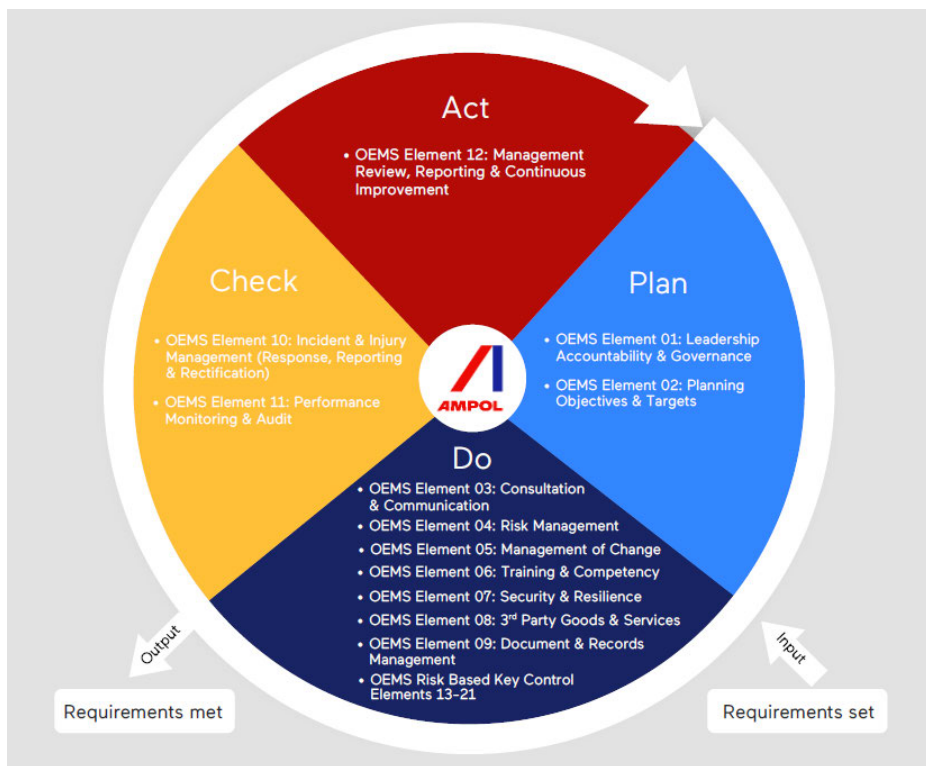 Act
• OEMS Element 12: Management
Review, Reporting & Continuous
Improvement
Check
• OEMS Element 10: Incident & Injury
Management (Response, Reporting
& Rectification)
• OEMS Element 11: Performance
Monitoring & Audit
Plan
• OEMS Element 01: Leadership
Accountability & Governance
• OEMS Element 02: Planning
Objectives & Targets
AMPOL
Do
• OEMS Element 03: Consultation
& Communication
• OEMS Element 04: Risk Management
• OEMS Element 05: Management of Change
• OEMS Element 06: Training & Competency
• OEMS Element 07: Security & Resilience
• OEMS Element 08: 3rd Party Goods & Services
• OEMS Element 09: Document & Records
Management
• OEMS Risk Based Key Control
Elements 13-21
Output
Requirements met
Input
Requirements set